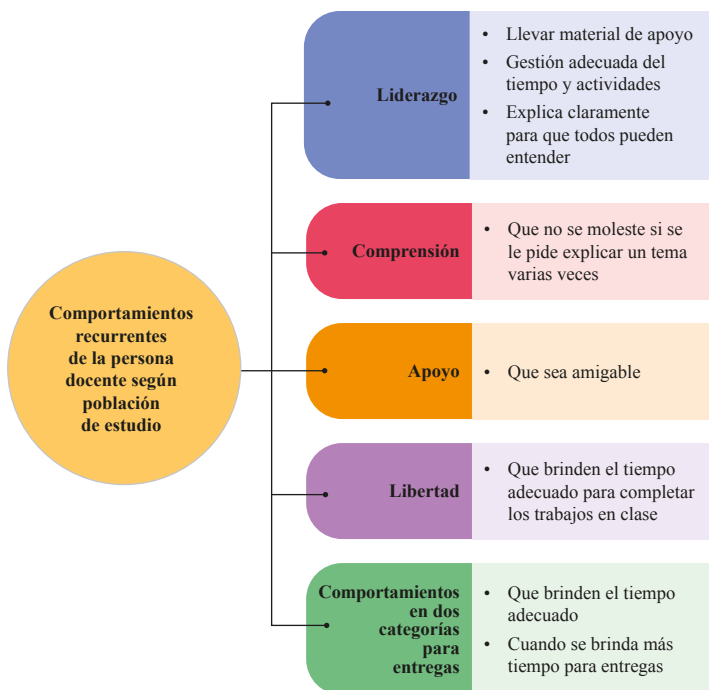 Comportamientos
recurrentes
de la persona
docente según
población
de estudio
Liderazgo
• Llevar material de apoyo
• Gestión adecuada del
tiempo y actividades
• Explica claramente
para que todos pueden
entender
Comprensión
• Que no se moleste si se
le pide explicar un tema
varias veces
Apoyo
• Que sea amigable
Libertad
• Que brinden el tiempo
adecuado para completar
los trabajos en clase
Comportamientos
en dos
categorías
para
entregas
• Que brinden el tiempo
adecuado
• Cuando se brinda más
tiempo para entregas